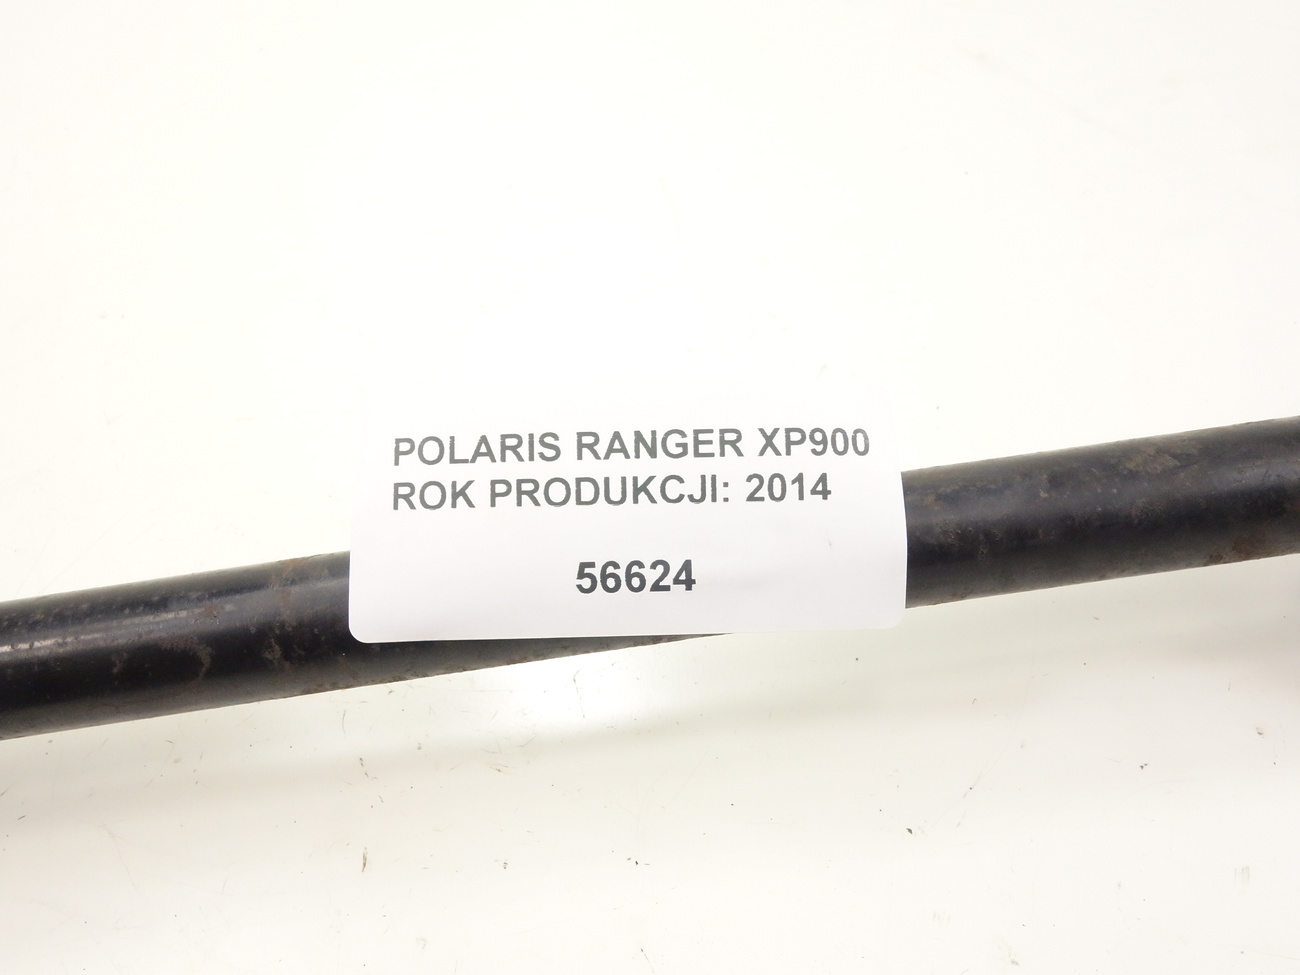 POLARIS RANGER XP900
ROK PRODUKCJI: 2014
56624